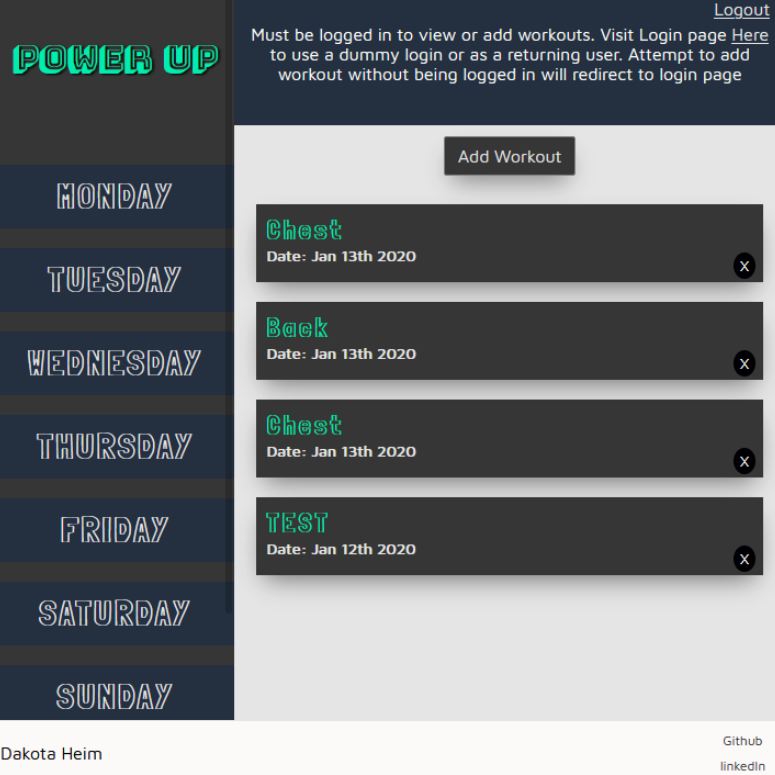 POWER UP
MONDAY
TUESDAY
WEDNESDAY
THURSDAY
FRIDAY
SATURDAY
SUNDAY
Logout
Must be logged in to view or add workouts. Visit Login page Here
to use a dummy login or as a returning user. Attempt to add
workout without being logged in will redirect to login page
Add Workout
Chest
Date: Jan 13th 2020
X
Back
Date: Jan 13th 2020
X
Chest
Date: Jan 13th 2020
X
TEST
Date: Jan 12th 2020
X
Dakota Heim
Github
linkedIn